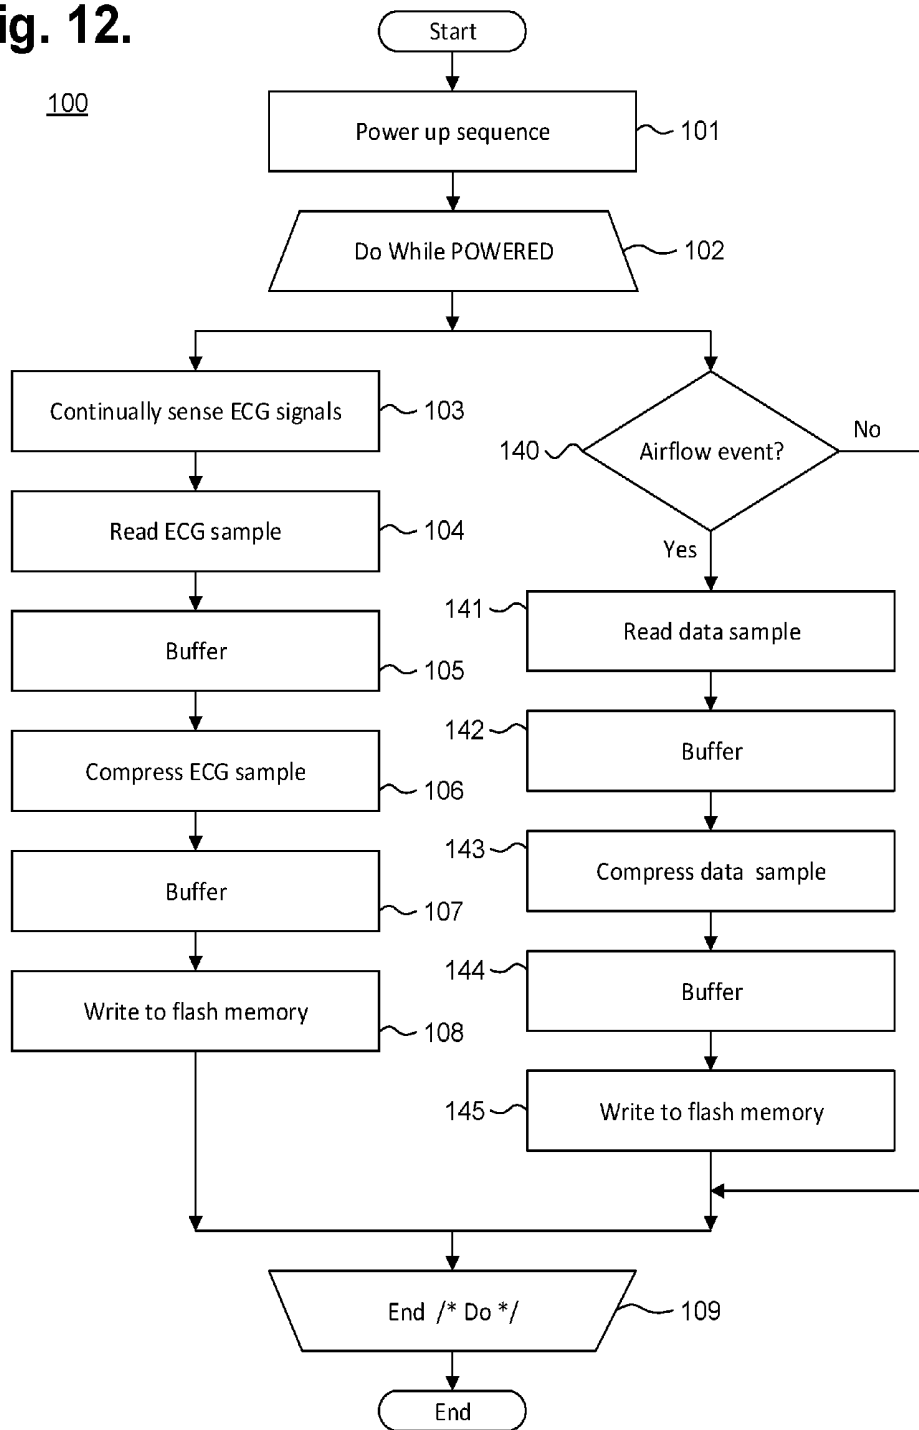 ig. 12.
Start
100
Power up sequence
101
Do While POWERED
102
Continually sense ECG signals
103
Read ECG sample
104
Buffer
105
Compress ECG sample
106
Buffer
107
Write to flash memory
108
140
Airflow event?
No
Yes
141
Read data sample
142
Buffer
143
Compress data sample
144
Buffer
145
Write to flash memory
End /* Do */
109
End